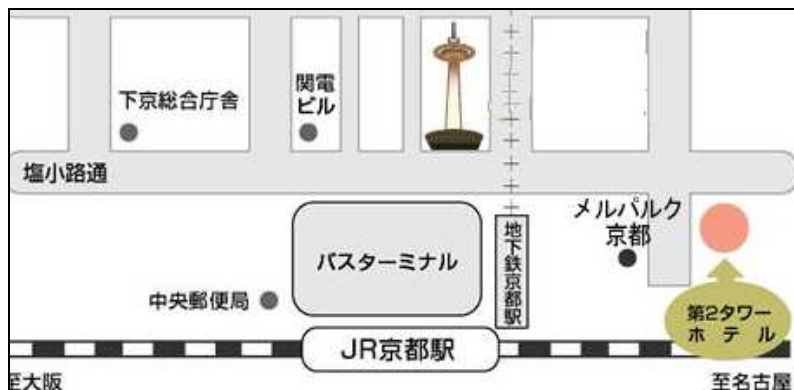 下京総合庁舎
関電
ビル
塩小路通
メルパルク
京都
バスターミナル
地下鉄京都駅
中央郵便局
第2タワー
ホテル
JR京都駅
至大阪
至名古屋